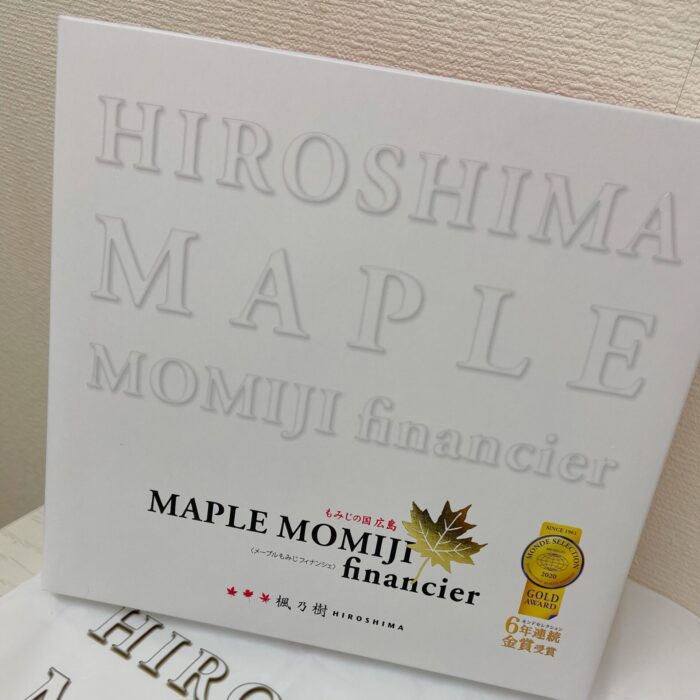 HIROSHIMA
MAPLE
MOMIJI financier
もみじの国 広島
MAPLE MOMIJI
〈メープルもみじフィナンシェ〉
financier
楓乃樹 HIROSHIMA
SINCE 1961
MONDE SELECTION
2020
GOLD
AWARD
モンドセレクション
6年連続
金賞受賞
HIRO